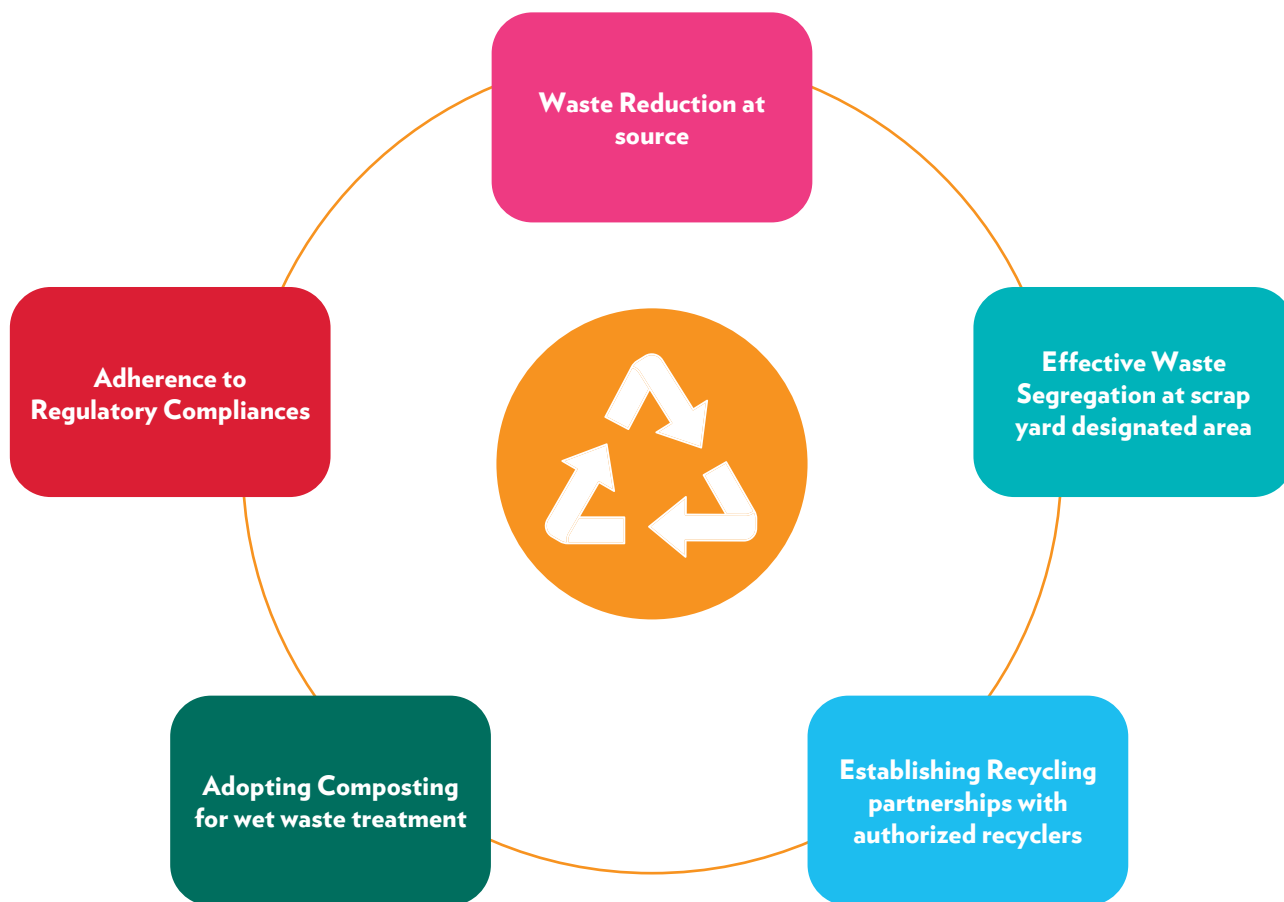 Waste Reduction at
source
Effective Waste
Segregation at scrap
yard designated area
Establishing Recycling
partnerships with
authorized recyclers
Adopting Composting
for wet waste treatment
Adherence to
Regulatory Compliances